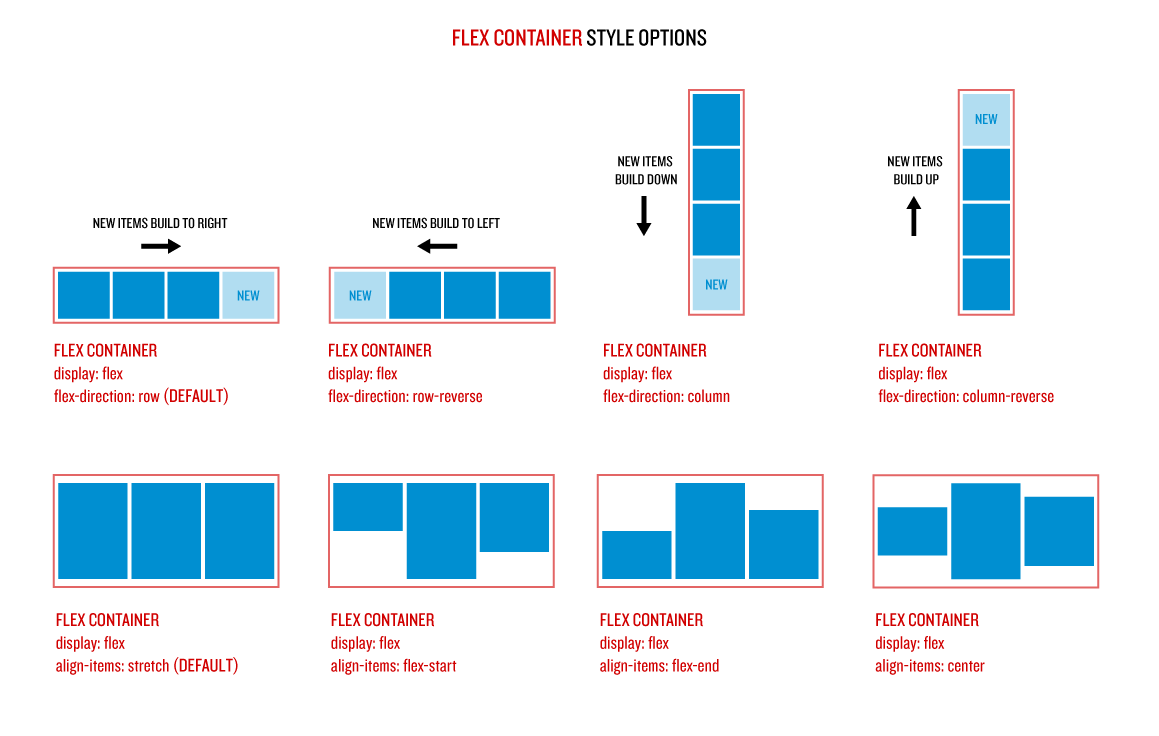 FLEX CONTAINER STYLE OPTIONS
NEW ITEMS BUILD TO RIGHT
NEW
FLEX CONTAINER
display: flex
flex-direction: row (DEFAULT)
NEW ITEMS BUILD TO LEFT
NEW
FLEX CONTAINER
display: flex
flex-direction: row-reverse
NEW ITEMS
BUILD DOWN
NEW
FLEX CONTAINER
display: flex
flex-direction: column
NEW ITEMS
BUILD UP
NEW
FLEX CONTAINER
display: flex
flex-direction: column-reverse
FLEX CONTAINER
display: flex
align-items: stretch (DEFAULT)
FLEX CONTAINER
display: flex
align-items: flex-start
FLEX CONTAINER
display: flex
align-items: flex-end
FLEX CONTAINER
display: flex
align-items: center